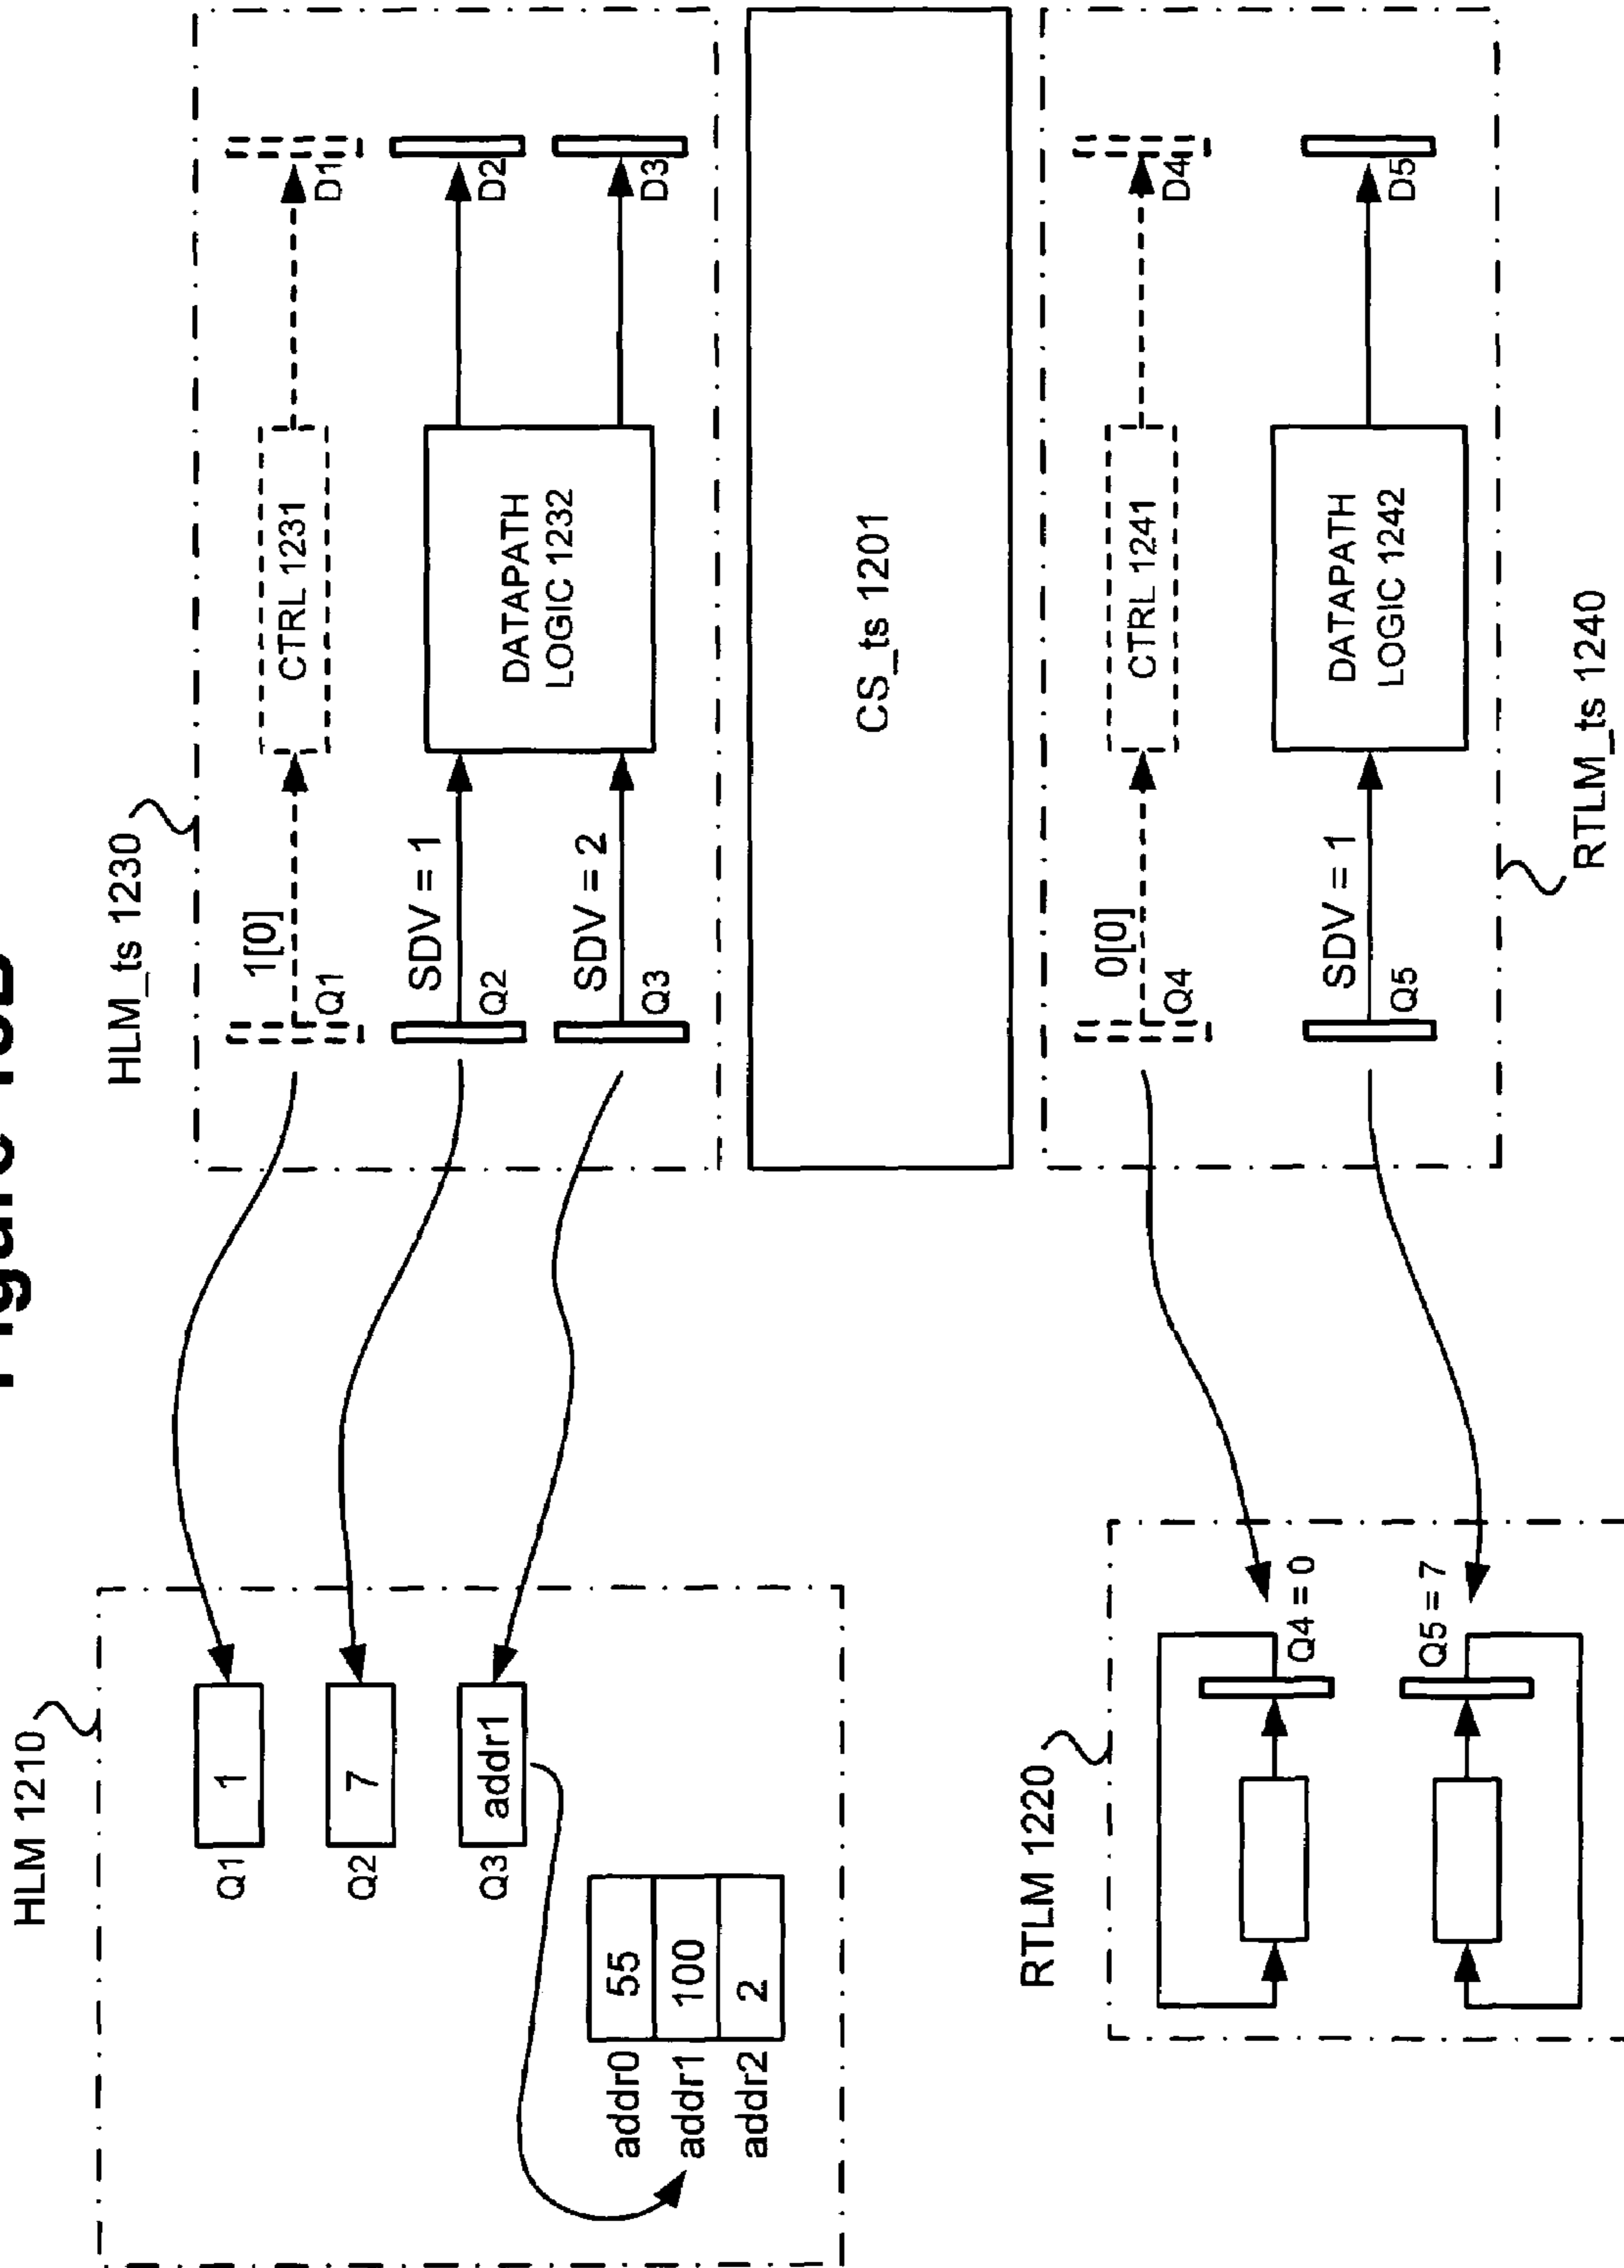 HLM 1210
Q1
1
Q2
7
Q3
addr1
addr0
55
addr1
100
addr2
2
HLM_ts 1230
Q1
1[0]
CTRL 1231
D1
Q2
SDV = 1
DATAPATH
LOGIC 1232
D2
Q3
SDV = 2
D3
CS_ts 1201
RTLM 1220
Q4 = 0
Q5 = 7
Q4
0[0]
CTRL 1241
D4
Q5
SDV = 1
DATAPATH
LOGIC 1242
D5
RTLM_ts 1240